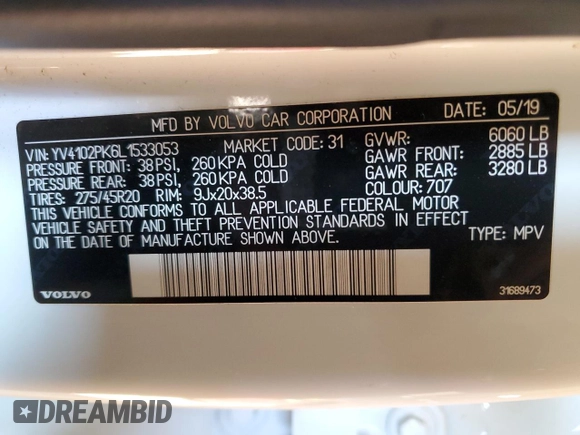 MFD BY VOLVO CAR CORPORATION DATE: 05/19
VIN: YV4102PK6L1533053 MARKET CODE: 31 GVWR: 6060 LB
PRESSURE FRONT: 38 PSI, 260 KPA COLD GAWR FRONT: 2885 LB
PRESSURE REAR: 38 PSI, 260 KPA COLD GAWR REAR: 3280 LB
TIRES: 275/45R20 RIM: 9Jx20x38.5 COLOUR: 707
THIS VEHICLE CONFORMS TO ALL APPLICABLE FEDERAL MOTOR
VEHICLE SAFETY AND THEFT PREVENTION STANDARDS IN EFFECT
ON THE DATE OF MANUFACTURE SHOWN ABOVE. TYPE: MPV
VOLVO 31689473
DREAMBID